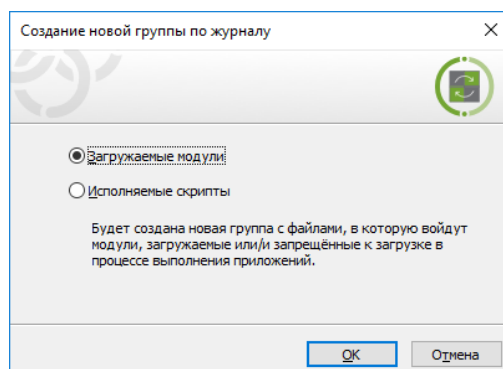 Создание новой группы по журналу
Загружаемые модули
Исполняемые скрипты
Будет создана новая группа с файлами, в которую войдут
модули, загружаемые или/и запрещённые к загрузке в
процессе выполнения приложений.
OK
Отмена